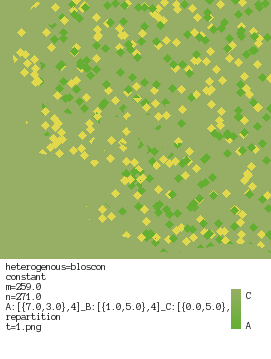 heterogenous=bloscon
constant
m=259.0
n=271.0
A:[{7.0,3.0},4]_B:[{1.0,5.0},4]_C:[{0.0,5.0},
repartition
t=1.png
C
A